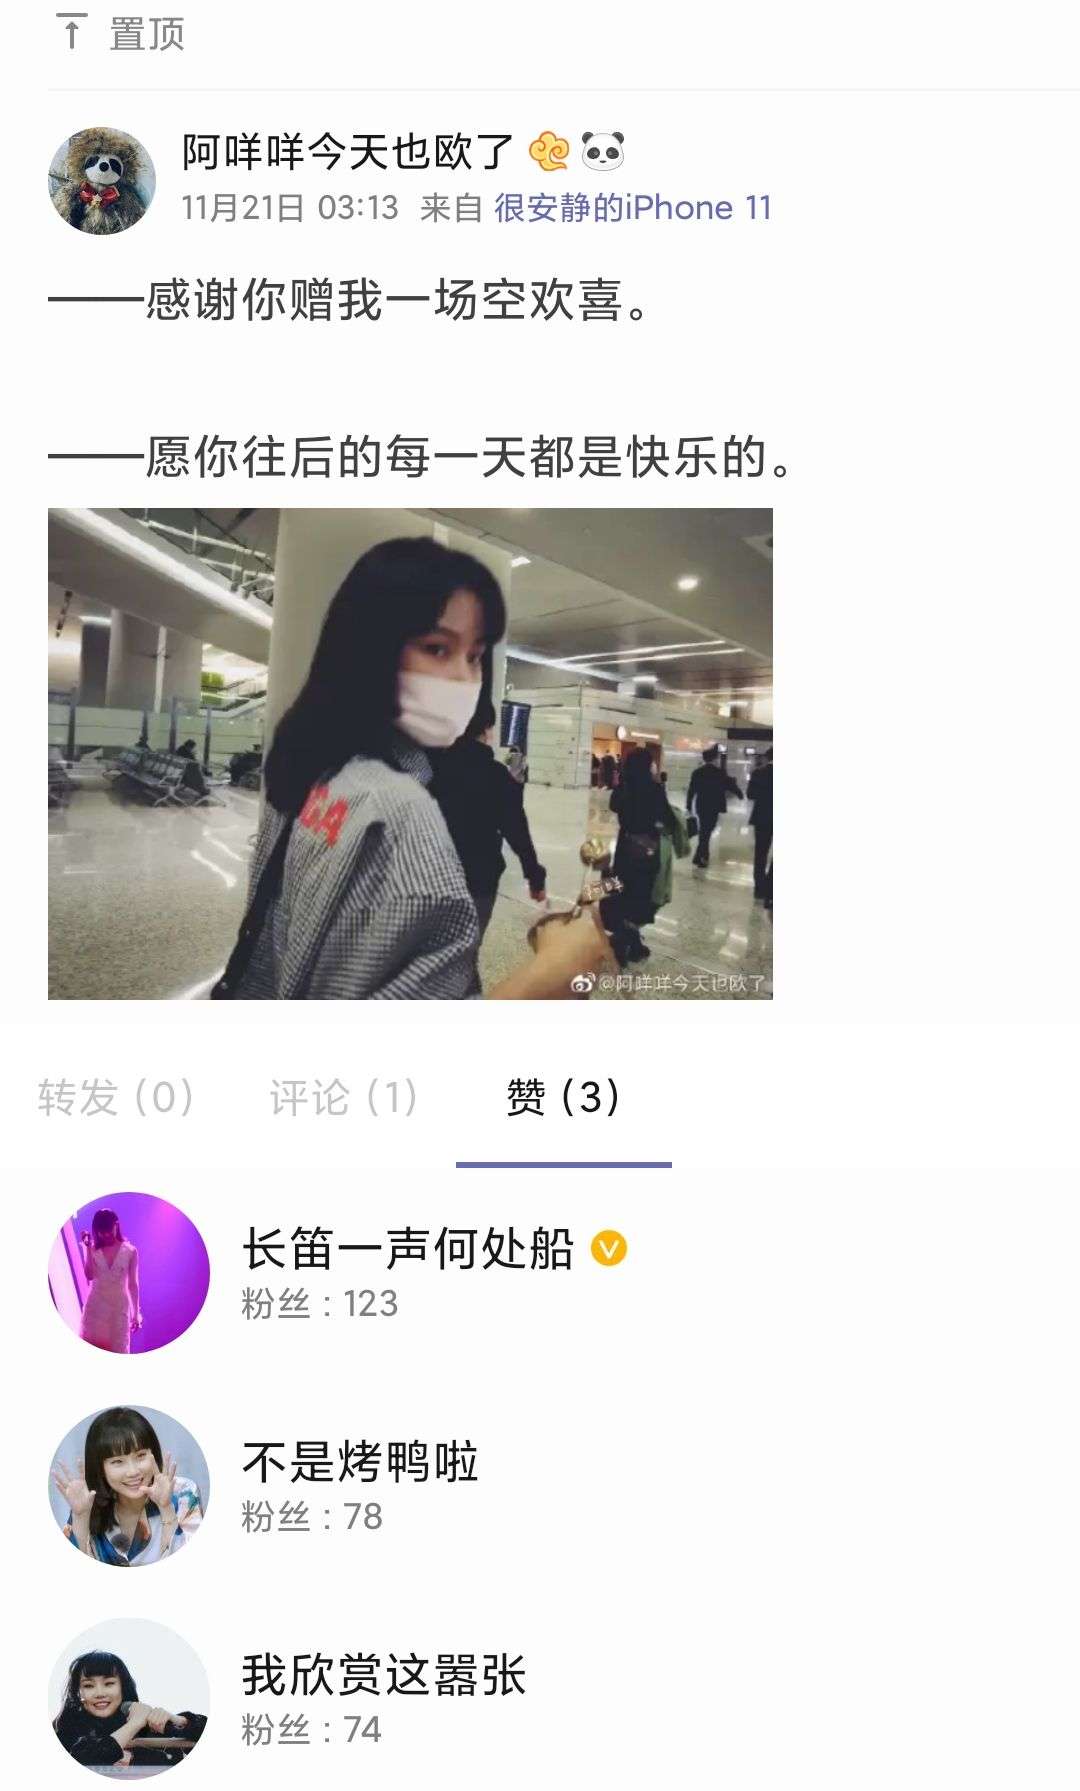 置顶
阿咩咩今天也欧了
11月21日 03:13 来自 很安静的iPhone 11
——感谢你赠我一场空欢喜。
——愿你往后的每一天都是快乐的。
@阿咩咩今天也欧了
转发 (0) 评论 (1) 赞 (3)
长笛一声何处船
粉丝 : 123
不是烤鸭啦
粉丝 : 78
我欣赏这嚣张
粉丝 : 74